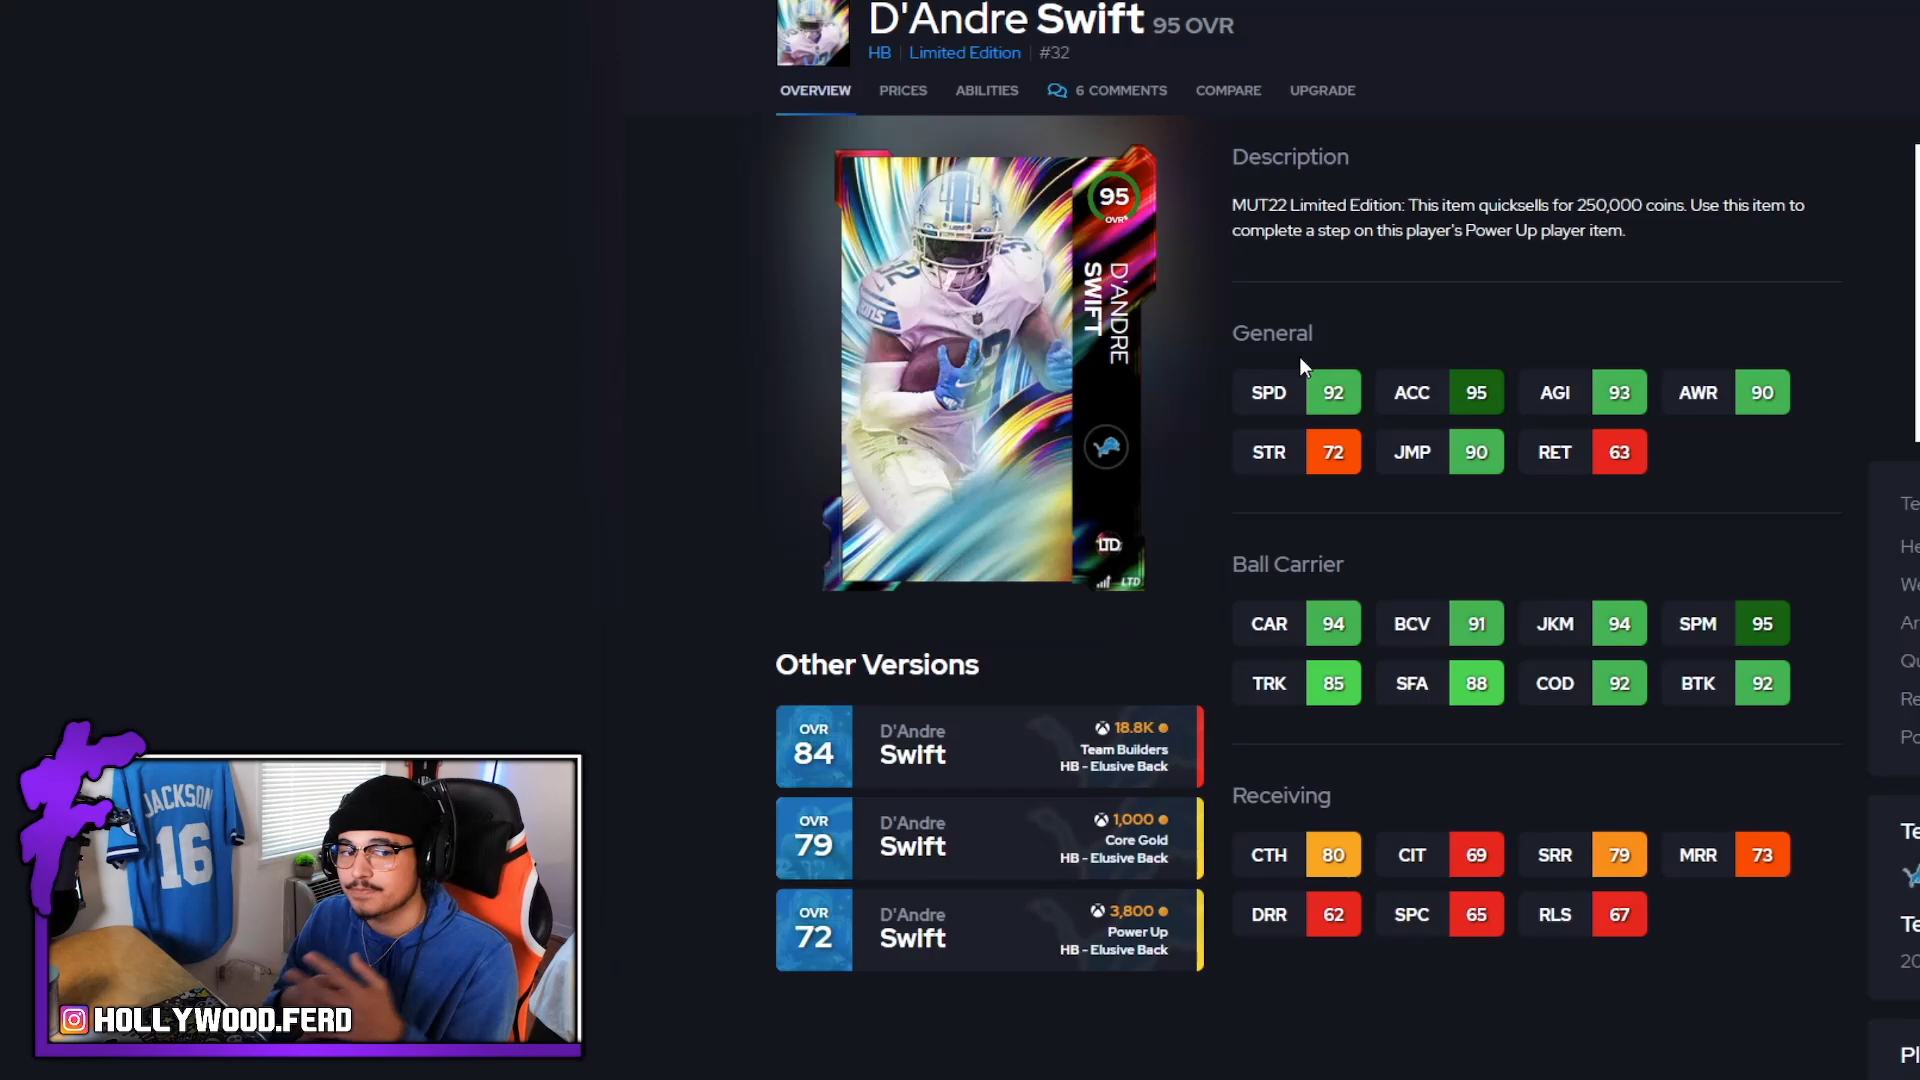 D'Andre Swift 95 OVR
HB | Limited Edition | #32
OVERVIEW PRICES ABILITIES 6 COMMENTS COMPARE UPGRADE
95
OVR
D'ANDRE
SWIFT
LTD
LTD
Description
MUT22 Limited Edition: This item quicksells for 250,000 coins. Use this item to
complete a step on this player's Power Up player item.
General
SPD 92 ACC 95 AGI 93 AWR 90
STR 72 JMP 90 RET 63
Ball Carrier
CAR 94 BCV 91 JKM 94 SPM 95
TRK 85 SFA 88 COD 92 BTK 92
Receiving
CTH 80 CIT 69 SRR 79 MRR 73
DRR 62 SPC 65 RLS 67
Other Versions
OVR 84 D'Andre Swift 18.8K Team Builders HB - Elusive Back
OVR 79 D'Andre Swift 1,000 Core Gold HB - Elusive Back
OVR 72 D'Andre Swift 3,800 Power Up HB - Elusive Back
JACKSON
16
HOLLYWOOD.FERD